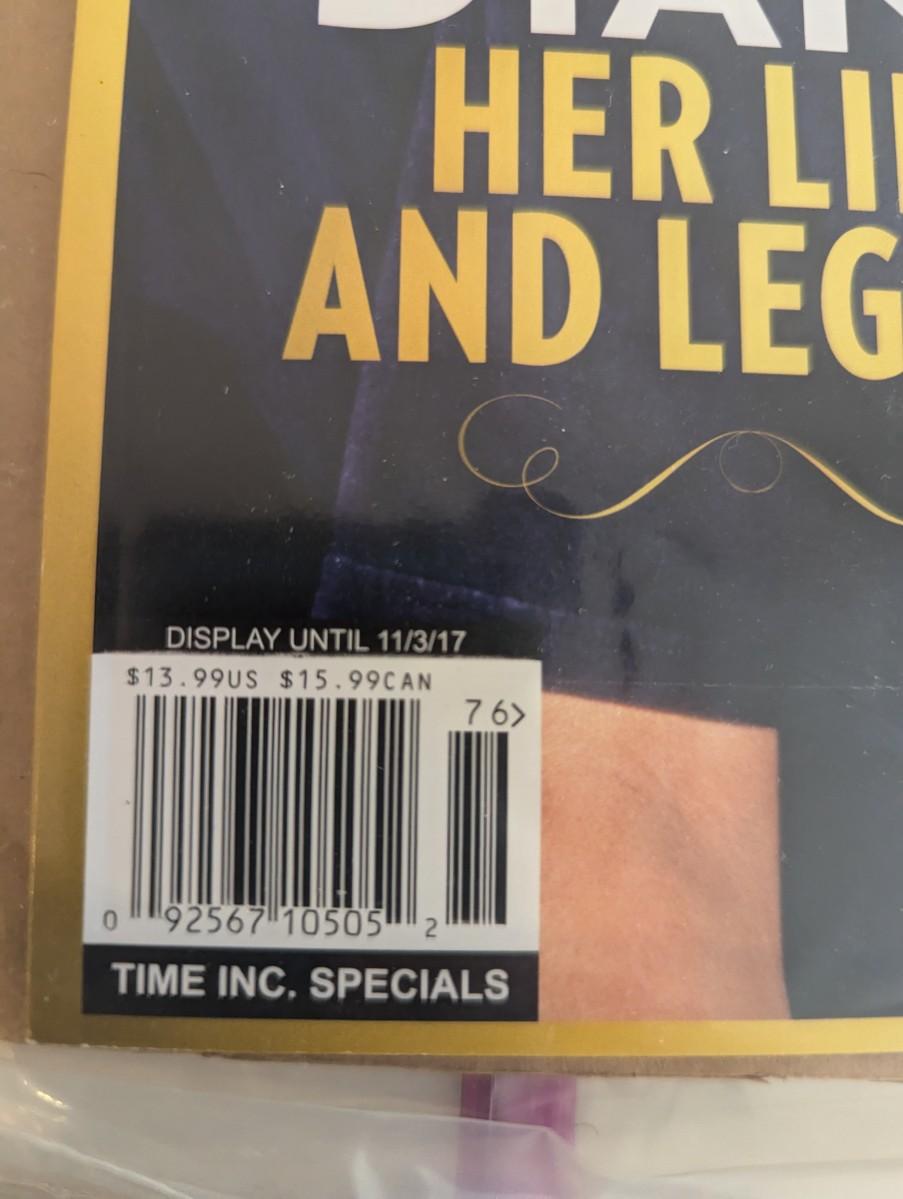 DIAN
HER LI
AND LEG
DISPLAY UNTIL 11/3/17
$13.99US $15.99CAN
76>
0 92567 10505 2
TIME INC. SPECIALS